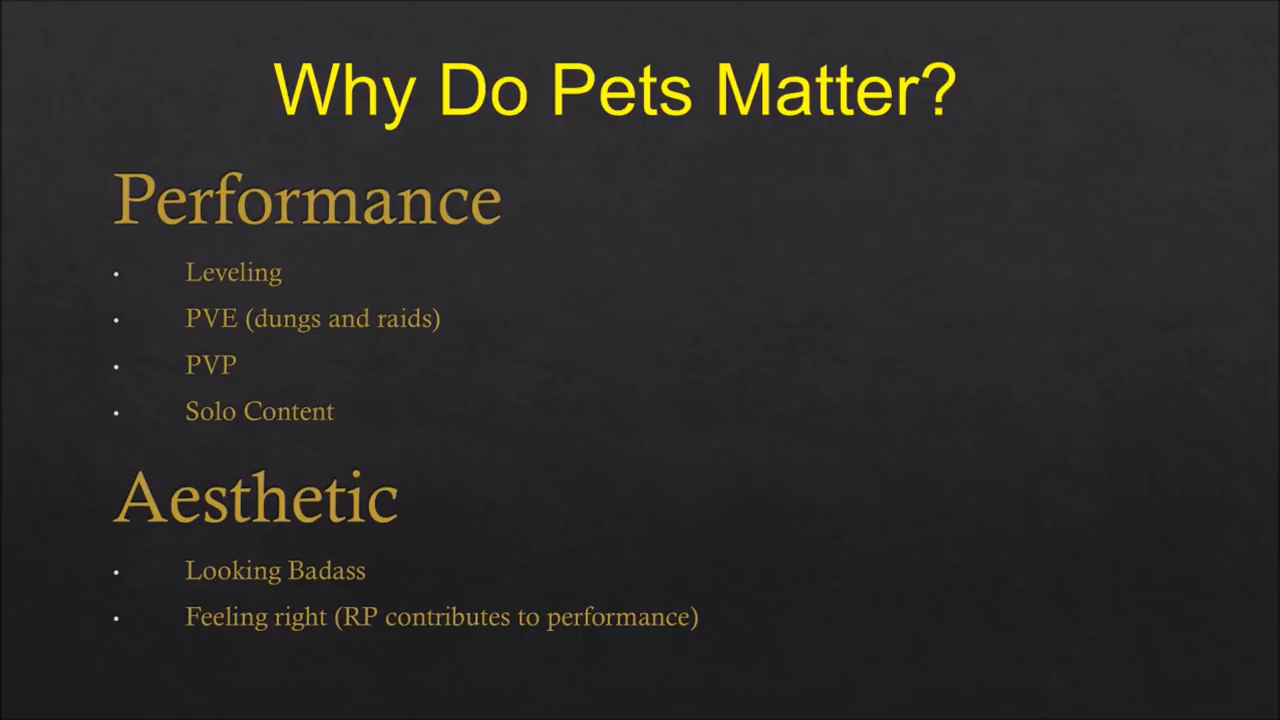 Why Do Pets Matter?
Performance
• Leveling
• PVE (dungs and raids)
• PVP
• Solo Content
Aesthetic
• Looking Badass
• Feeling right (RP contributes to performance)